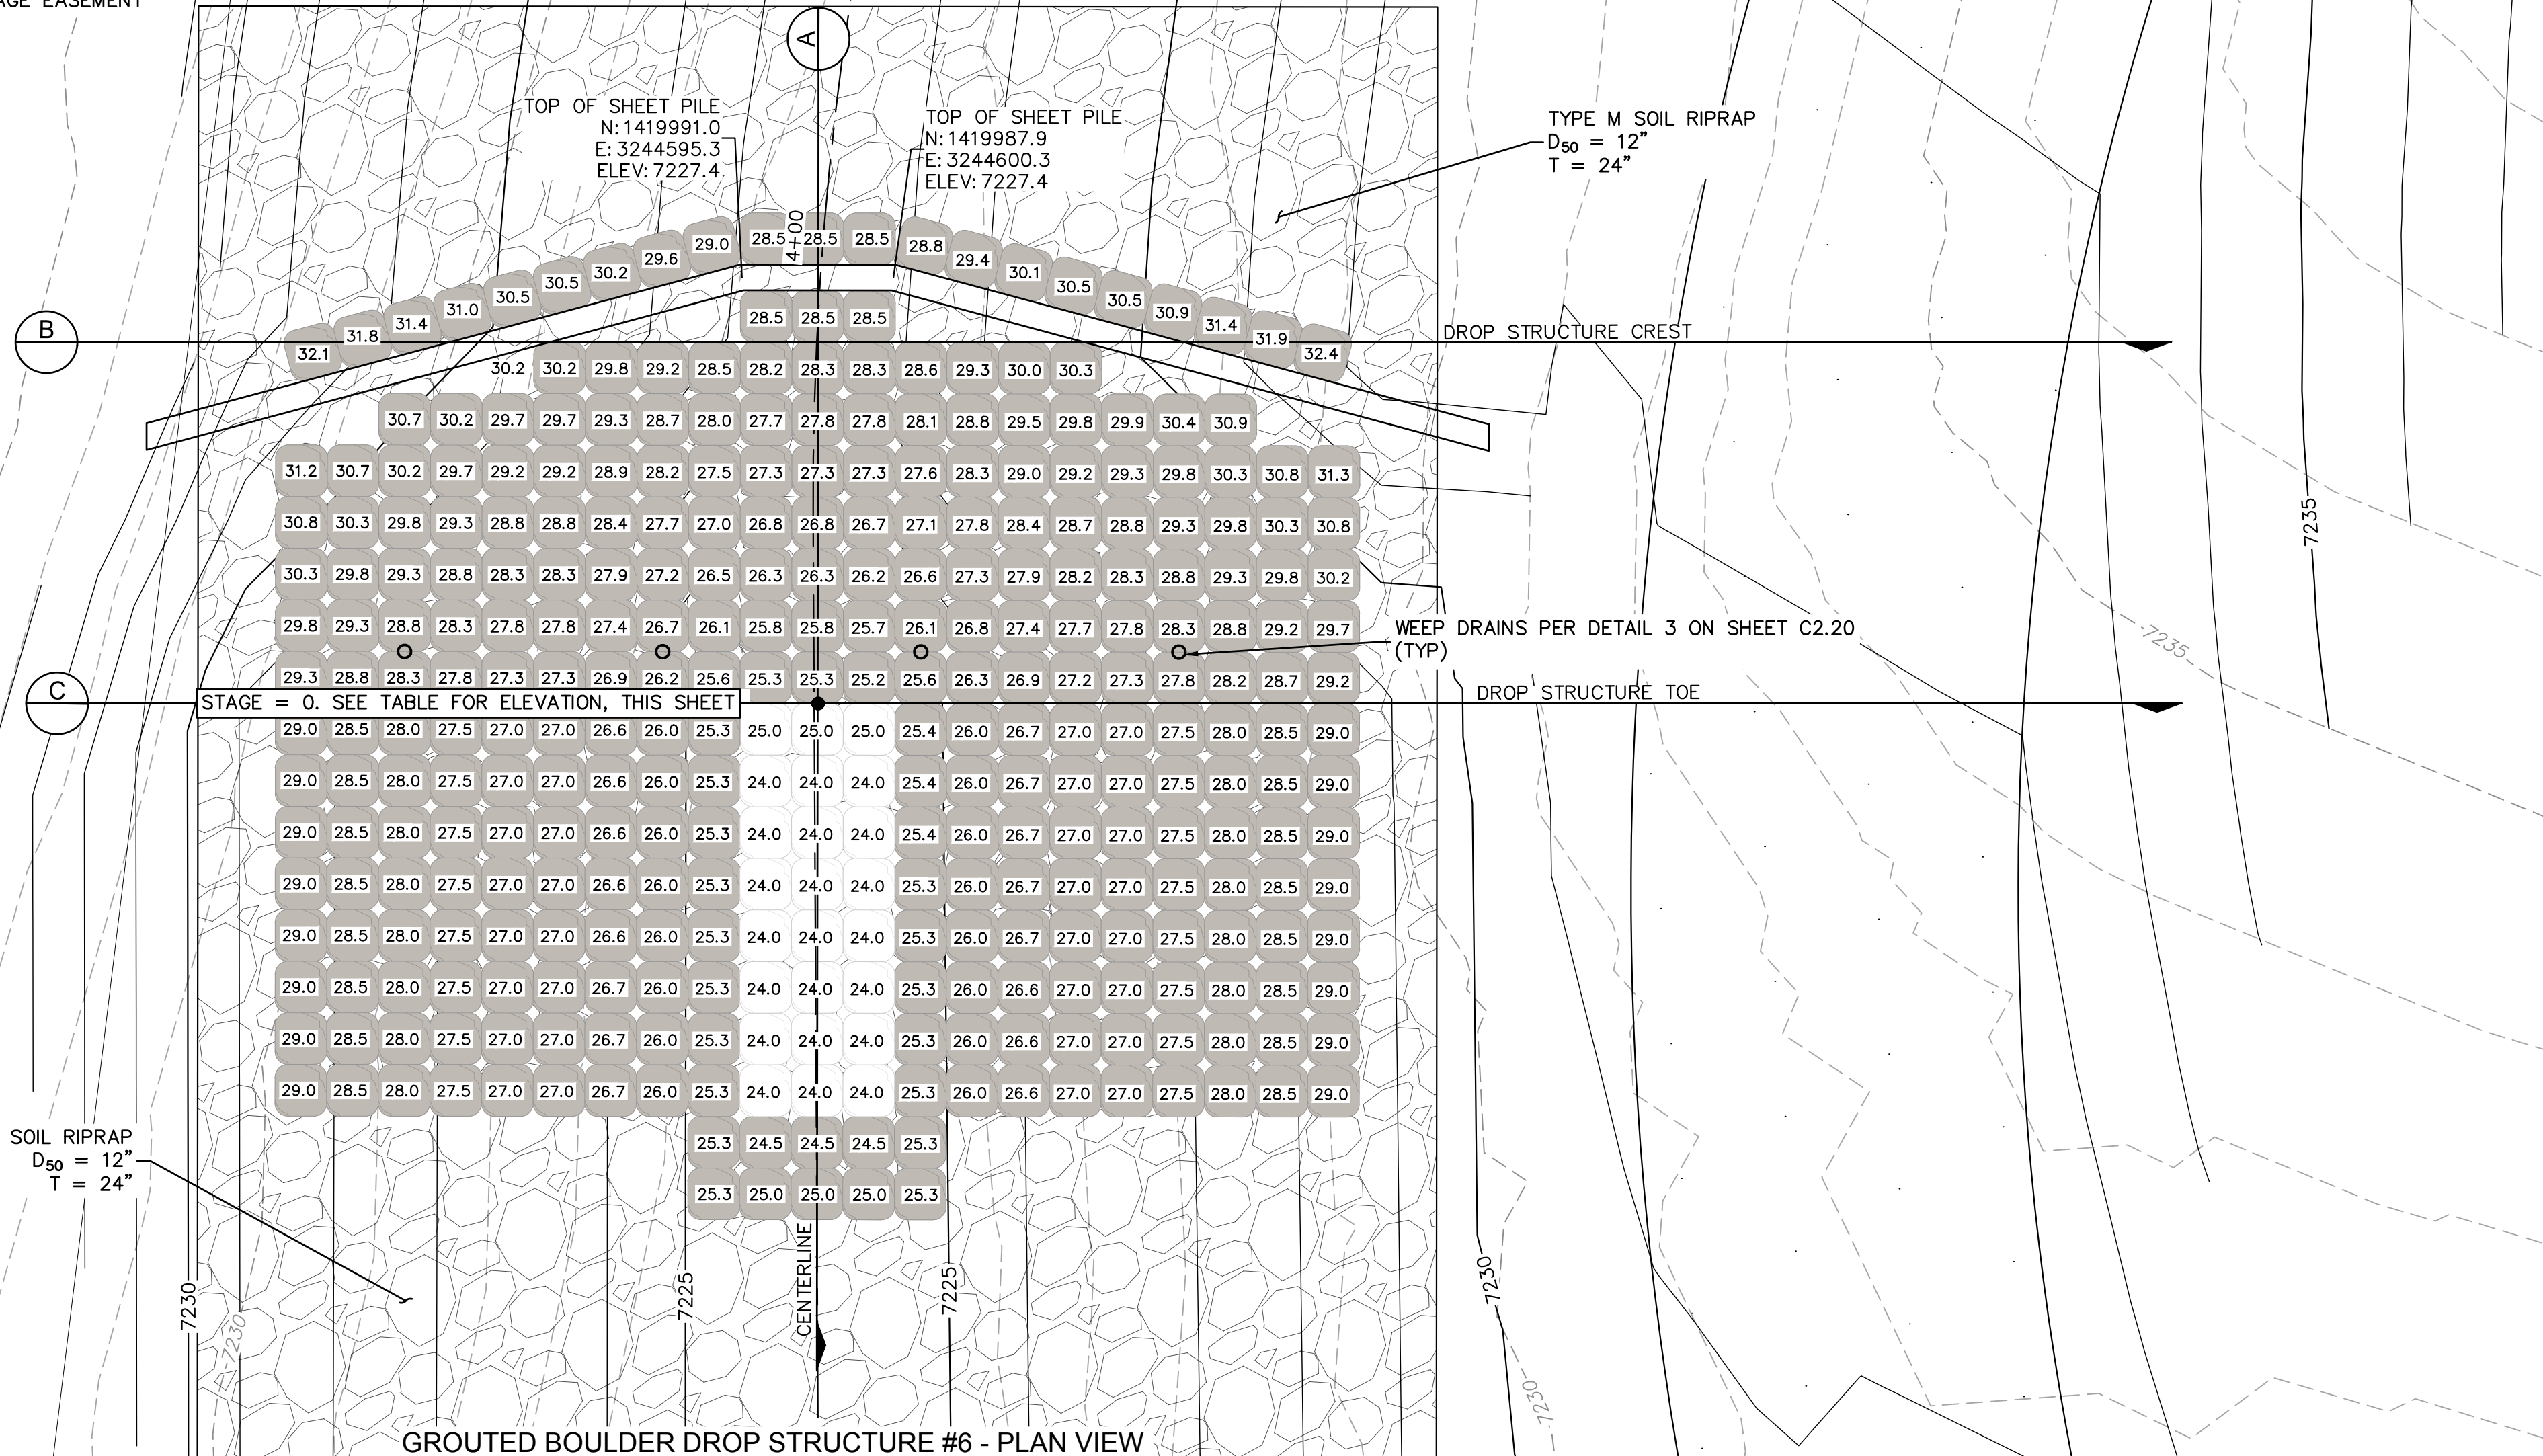 AGE EASEMENT
A
TOP OF SHEET PILE
N: 1419991.0
E: 3244595.3
ELEV: 7227.4
TOP OF SHEET PILE
N: 1419987.9
E: 3244600.3
ELEV: 7227.4
TYPE M SOIL RIPRAP
D50 = 12”
T = 24”
4+00
32.1 31.8 31.4 31.0 30.5 30.5 30.2 29.6 29.0 28.5 28.5 28.5 28.8 29.4 30.1 30.5 30.5 30.9 31.4 31.9 32.4
28.5 28.5 28.5
B
DROP STRUCTURE CREST
30.2 30.2 29.8 29.2 28.5 28.2 28.3 28.3 28.6 29.3 30.0 30.3
30.7 30.2 29.7 29.7 29.3 28.7 28.0 27.7 27.8 27.8 28.1 28.8 29.5 29.8 29.9 30.4 30.9
31.2 30.7 30.2 29.7 29.2 29.2 28.9 28.2 27.5 27.3 27.3 27.3 27.6 28.3 29.0 29.2 29.3 29.8 30.3 30.8 31.3
30.8 30.3 29.8 29.3 28.8 28.8 28.4 27.7 27.0 26.8 26.8 26.7 27.1 27.8 28.4 28.7 28.8 29.3 29.8 30.3 30.8
7235
30.3 29.8 29.3 28.8 28.3 28.3 27.9 27.2 26.5 26.3 26.3 26.2 26.6 27.3 27.9 28.2 28.3 28.8 29.3 29.8 30.2
29.8 29.3 28.8 28.3 27.8 27.8 27.4 26.7 26.1 25.8 25.8 25.7 26.1 26.8 27.4 27.7 27.8 28.3 28.8 29.2 29.7
WEEP DRAINS PER DETAIL 3 ON SHEET C2.20
(TYP)
7235
29.3 28.8 28.3 27.8 27.3 27.3 26.9 26.2 25.6 25.3 25.3 25.2 25.6 26.3 26.9 27.2 27.3 27.8 28.2 28.7 29.2
C
STAGE = 0. SEE TABLE FOR ELEVATION, THIS SHEET
DROP STRUCTURE TOE
29.0 28.5 28.0 27.5 27.0 27.0 26.6 26.0 25.3 25.0 25.0 25.0 25.4 26.0 26.7 27.0 27.0 27.5 28.0 28.5 29.0
29.0 28.5 28.0 27.5 27.0 27.0 26.6 26.0 25.3 24.0 24.0 24.0 25.4 26.0 26.7 27.0 27.0 27.5 28.0 28.5 29.0
29.0 28.5 28.0 27.5 27.0 27.0 26.6 26.0 25.3 24.0 24.0 24.0 25.4 26.0 26.7 27.0 27.0 27.5 28.0 28.5 29.0
29.0 28.5 28.0 27.5 27.0 27.0 26.6 26.0 25.3 24.0 24.0 24.0 25.3 26.0 26.7 27.0 27.0 27.5 28.0 28.5 29.0
29.0 28.5 28.0 27.5 27.0 27.0 26.6 26.0 25.3 24.0 24.0 24.0 25.3 26.0 26.7 27.0 27.0 27.5 28.0 28.5 29.0
29.0 28.5 28.0 27.5 27.0 27.0 26.7 26.0 25.3 24.0 24.0 24.0 25.3 26.0 26.6 27.0 27.0 27.5 28.0 28.5 29.0
29.0 28.5 28.0 27.5 27.0 27.0 26.7 26.0 25.3 24.0 24.0 24.0 25.3 26.0 26.6 27.0 27.0 27.5 28.0 28.5 29.0
29.0 28.5 28.0 27.5 27.0 27.0 26.7 26.0 25.3 24.0 24.0 24.0 25.3 26.0 26.6 27.0 27.0 27.5 28.0 28.5 29.0
25.3 24.5 24.5 24.5 25.3
25.3 25.0 25.0 25.0 25.3
SOIL RIPRAP
D50 = 12”
T = 24”
7230
7230
7225
CENTERLINE
7225
7230
7230
GROUTED BOULDER DROP STRUCTURE #6 - PLAN VIEW